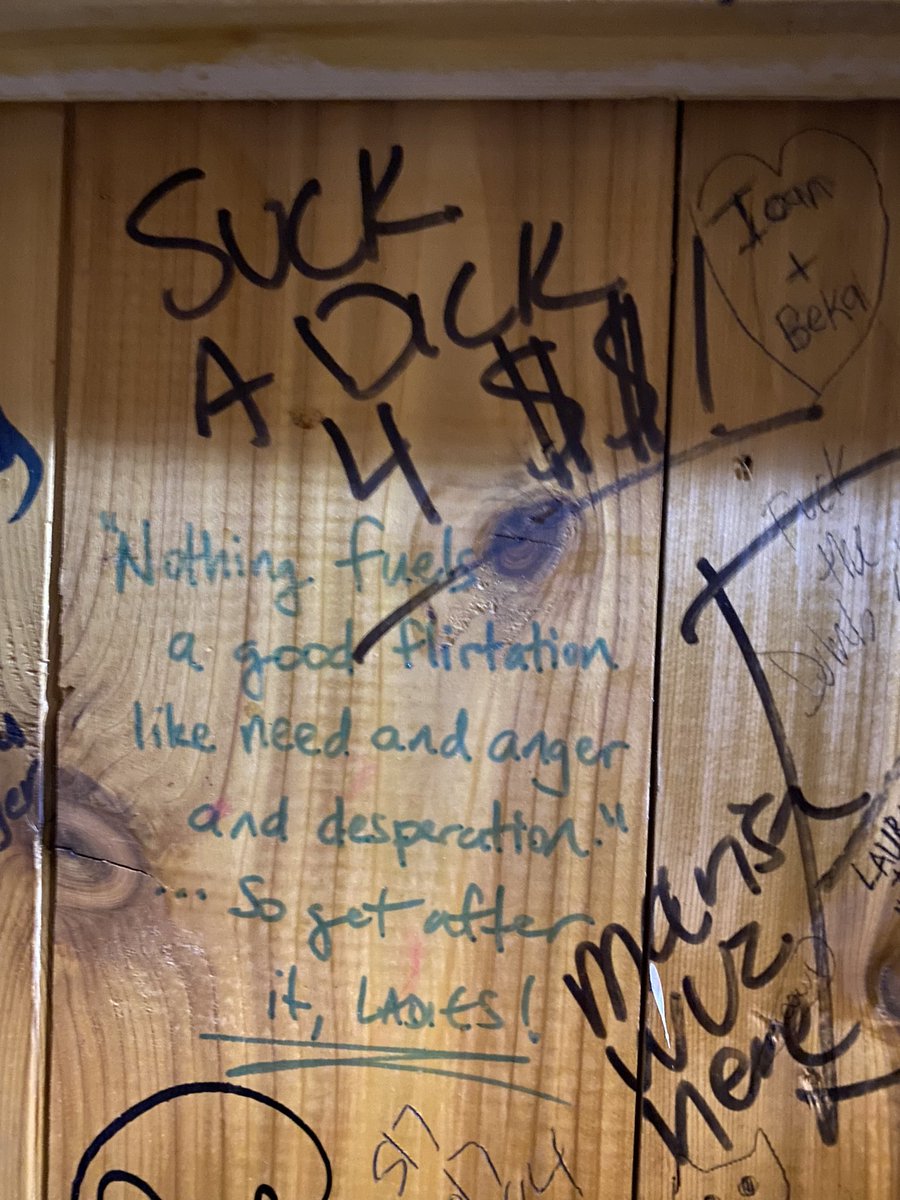 SUCK
A DICK
4 $$!
Ioan
+
Beka
"Nothing fuels
a good flirtation
like need and anger
and desperation."
... So get after
it, LADIES!
Fuck
the
Marisa
wuz
here